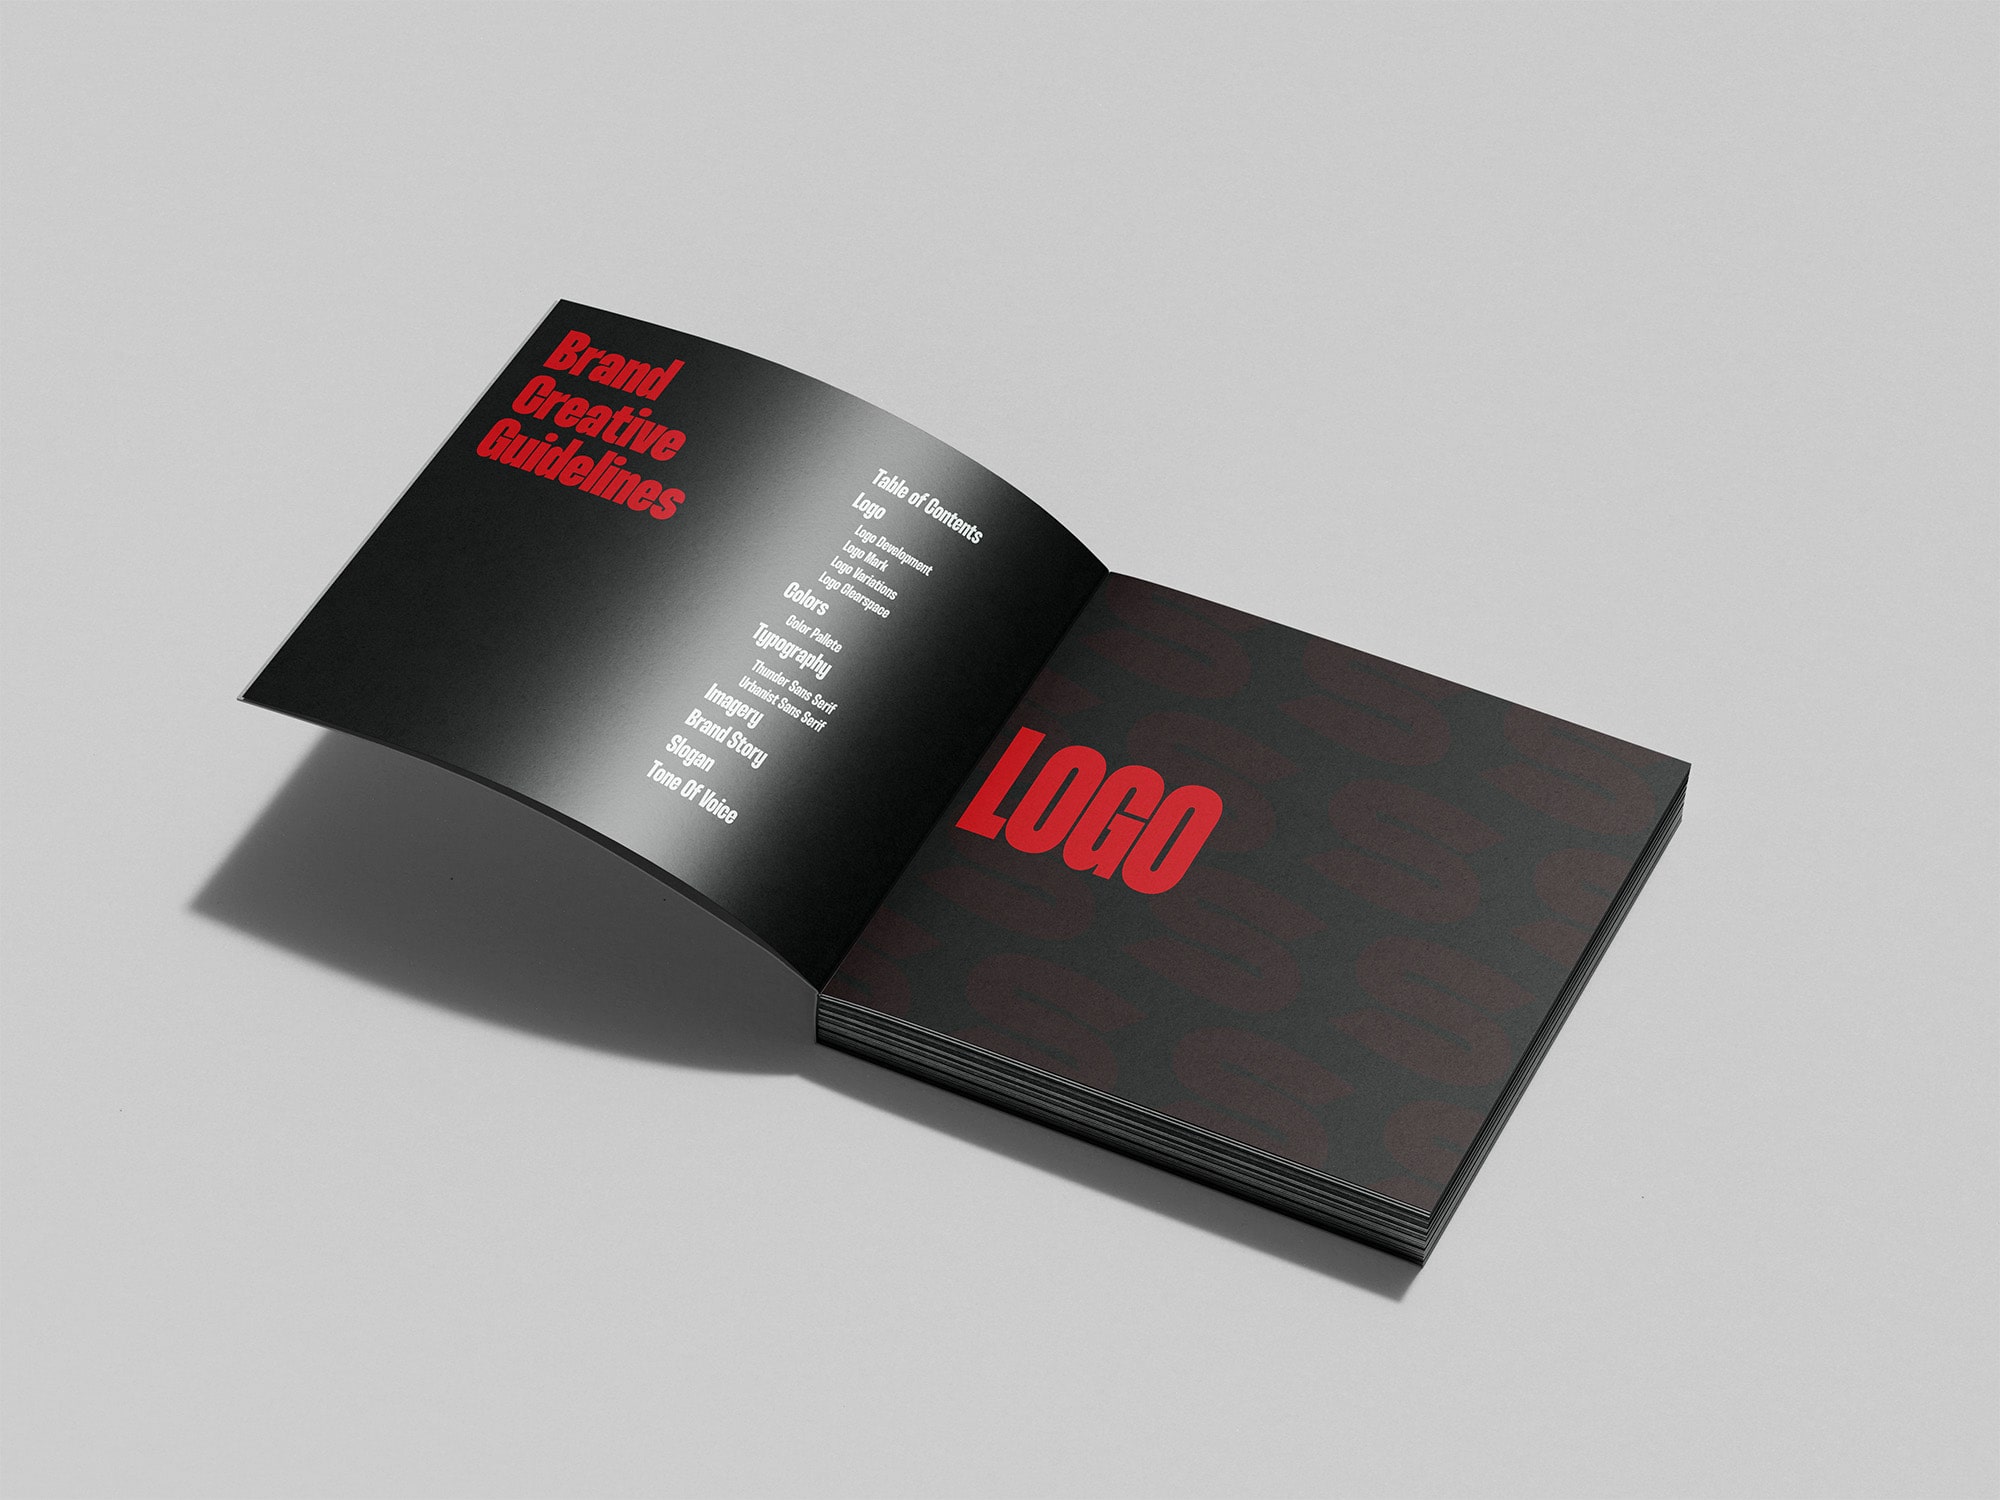 Brand
Creative
Guidelines
Table of Contents
Logo
Logo Development
Logo Mark
Logo Variations
Logo Clearspace
Colors
Color Pallete
Typography
Thunder Sans Serif
Urbanist Sans Serif
Imagery
Brand Story
Slogan
Tone Of Voice
LOGO